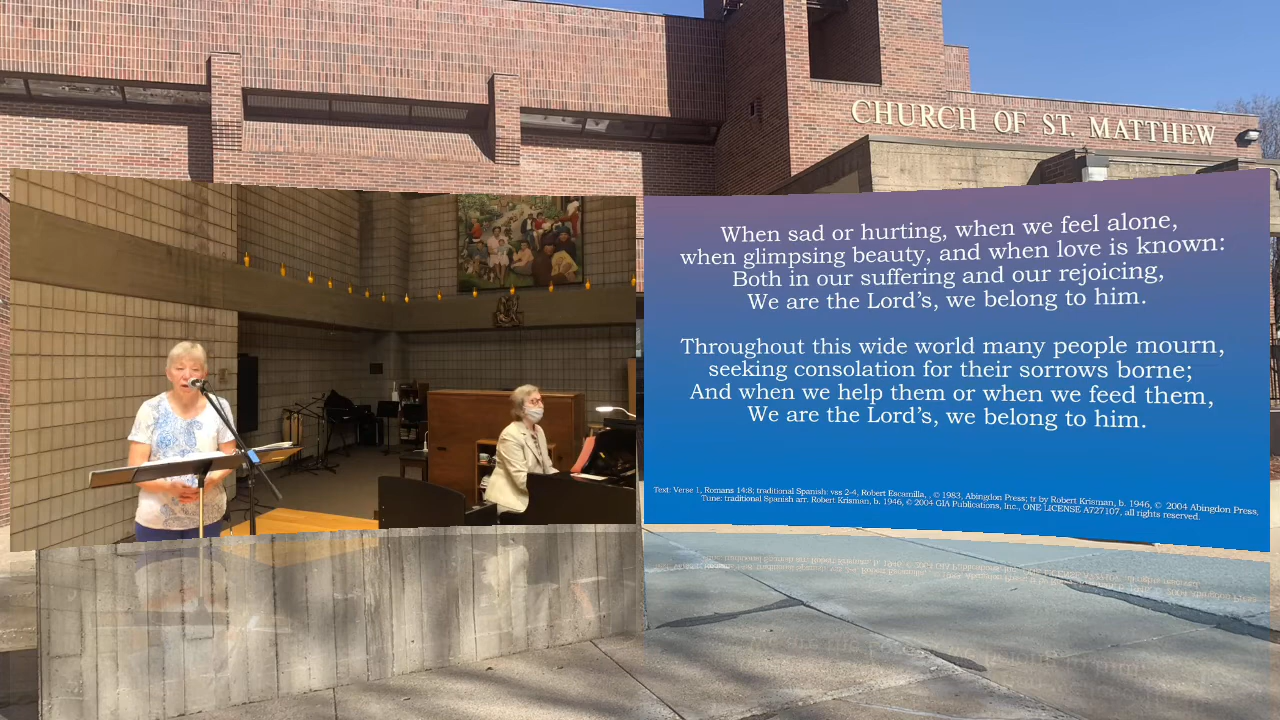 CHURCH OF ST. MATTHEW
When sad or hurting, when we feel alone,
when glimpsing beauty, and when love is known:
Both in our suffering and our rejoicing,
We are the Lord's, we belong to him.
Throughout this wide world many people mourn,
seeking consolation for their sorrows borne;
And when we help them or when we feed them,
We are the Lord's, we belong to him.
Text: Verse 1, Romans 14:8; traditional Spanish: vss 2-4, Robert Escamilla, , © 1983, Abingdon Press; tr by Robert Krisman, b. 1946, © 2004 Abingdon Press,
Tune: traditional Spanish arr. Robert Krisman, b. 1946, © 2004 GIA Publications, Inc., ONE LICENSE A727107, all rights reserved.